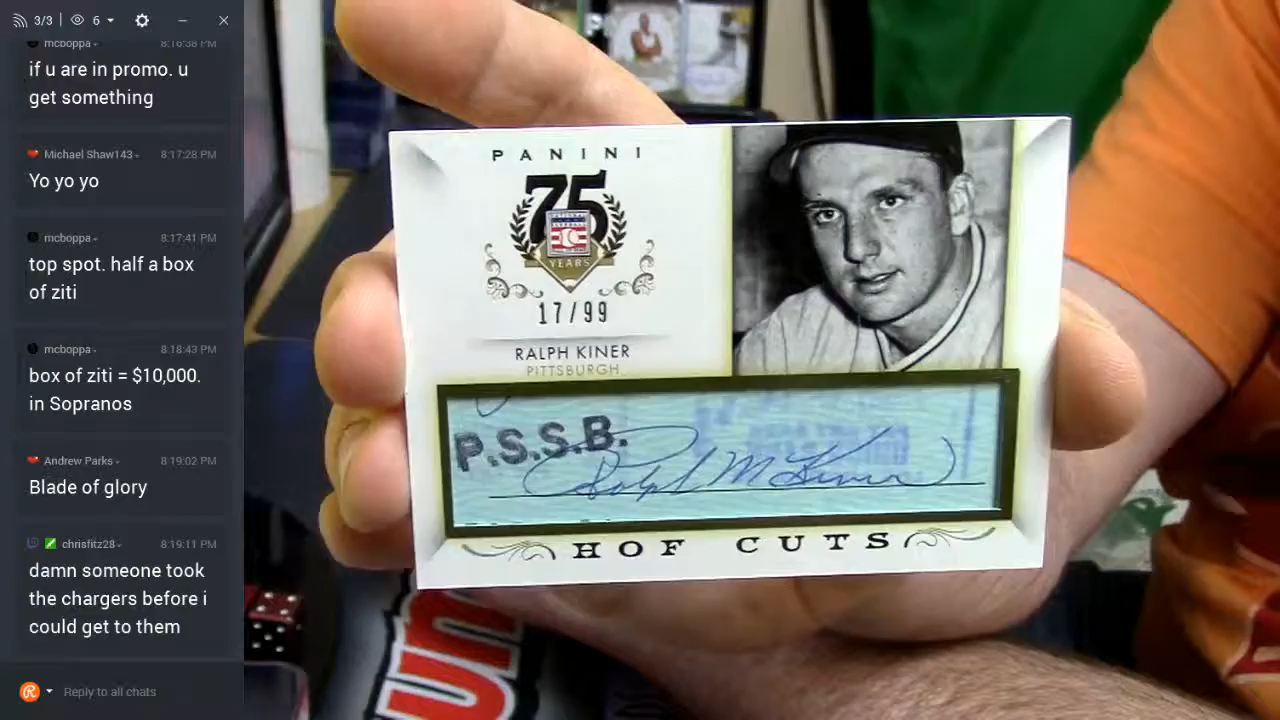 3/3
6
mcboppa
8:16:38 PM
if u are in promo. u
get something
Michael Shaw143
8:17:28 PM
Yo yo yo
mcboppa
8:17:41 PM
top spot. half a box
of ziti
mcboppa
8:18:43 PM
box of ziti = $10,000.
in Sopranos
Andrew Parks
8:19:02 PM
Blade of glory
chrisfitz28
8:19:11 PM
damn someone took
the chargers before i
could get to them
Reply to all chats
PANINI
75
NATIONAL
BASEBALL
YEARS
17/99
RALPH KINER
PITTSBURGH
P.S.S.B.
Ralph M Kiner
HOF CUTS